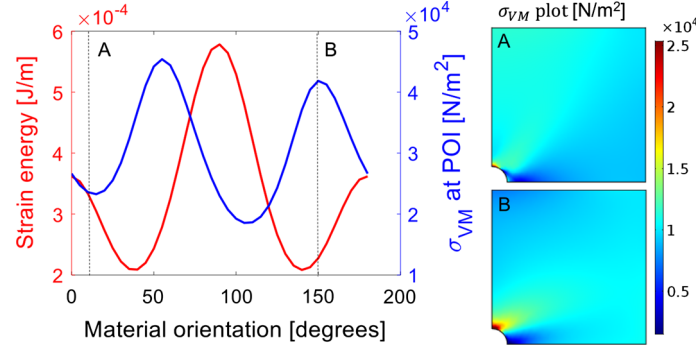 ×10⁻⁴
×10⁴
σVM plot [N/m²]
A
B
A
×10⁴
6
5
4
3
2
5
4
3
2
1
2.5
2
1.5
1
0.5
Strain energy [J/m]
σVM at POI [N/m²]
B
0
50
100
150
200
Material orientation [degrees]